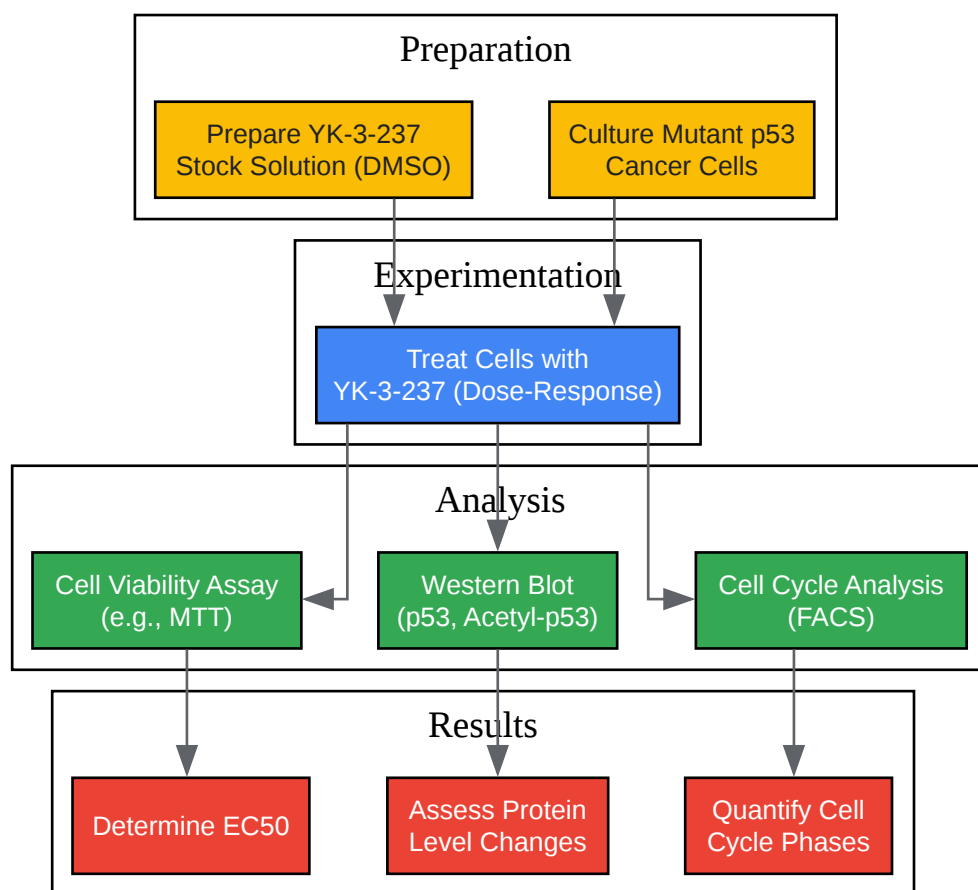 Preparation
Prepare YK-3-237
Stock Solution (DMSO)
Culture Mutant p53
Cancer Cells
Experimentation
Treat Cells with
YK-3-237 (Dose-Response)
Analysis
Cell Viability Assay
(e.g., MTT)
Western Blot
(p53, Acetyl-p53)
Cell Cycle Analysis
(FACS)
Results
Determine EC50
Assess Protein
Level Changes
Quantify Cell
Cycle Phases